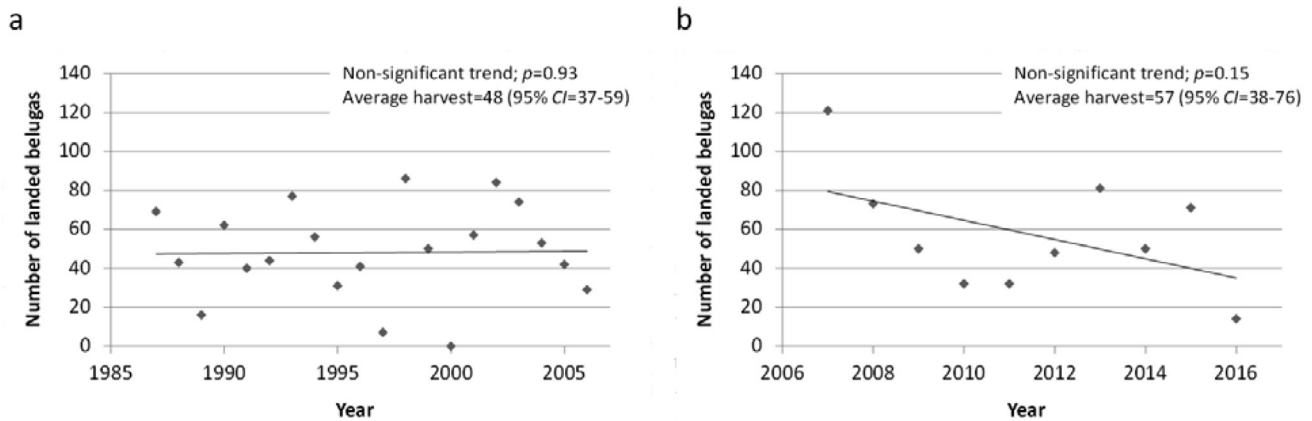 a
Non-significant trend; p=0.93
Average harvest=48 (95% CI=37-59)
Number of landed belugas
140
120
100
80
60
40
20
0
1985 1990 1995 2000 2005
Year
b
Non-significant trend; p=0.15
Average harvest=57 (95% CI=38-76)
Number of landed belugas
140
120
100
80
60
40
20
0
2006 2008 2010 2012 2014 2016
Year